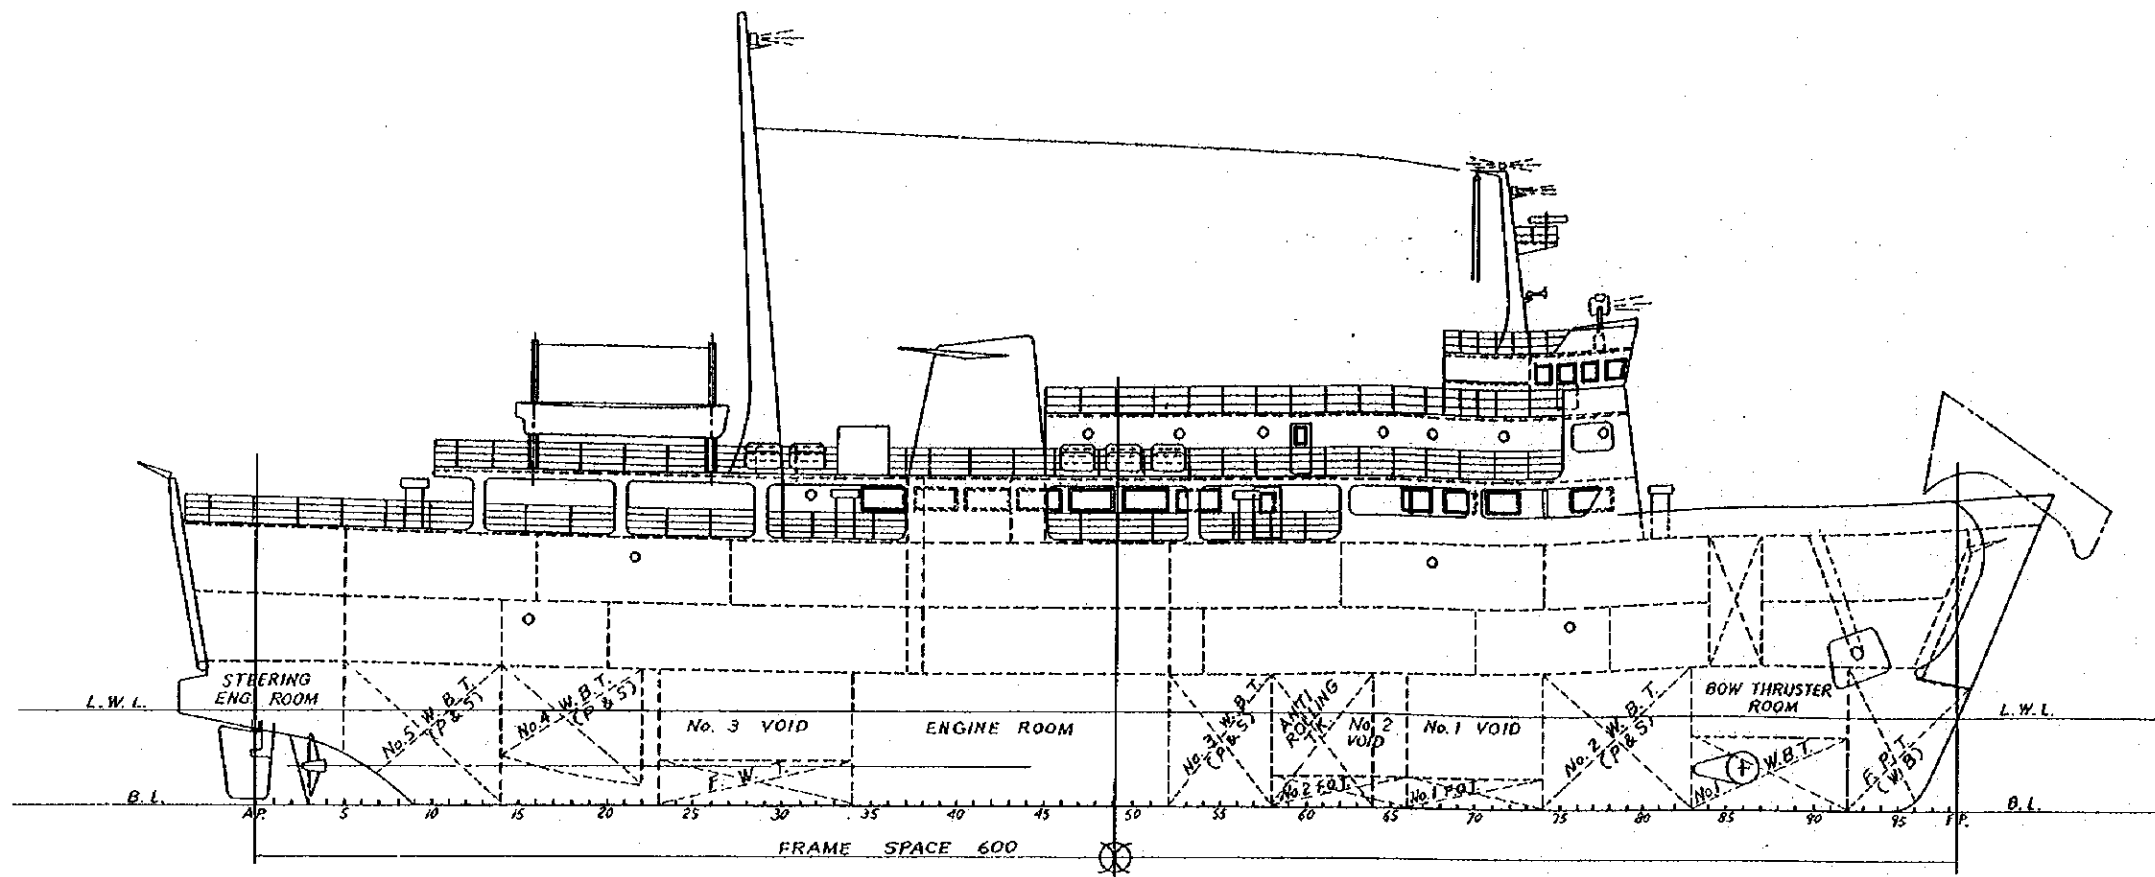 STEERING
ENG. ROOM
L.W.L.
No.5 W.B.T.
(P & S)
No.4 W.B.T.
(P & S)
No. 3 VOID
F. W. T.
ENGINE ROOM
No.3 W.B.T.
(P & S)
ANTI
ROLLING
TK.
No. 2
VOID
No.1 VOID
No.2 F.O.T.
No.1 F.O.T.
No.2 W.B.T.
(P & S)
BOW THRUSTER
ROOM
No.1 W.B.T.
F.P.T.
(W.B)
L.W.L.
B.L.
B.L.
A.P. 5 10 15 20 25 30 35 40 45 50 55 60 65 70 75 80 85 90 95 F.P.
FRAME SPACE 600